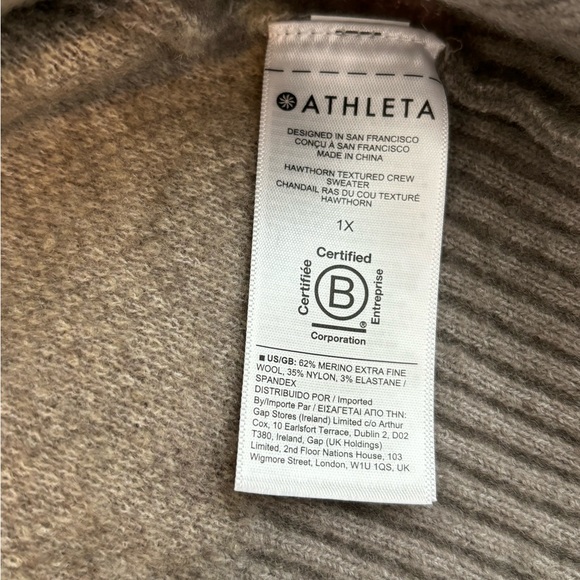 ATHLETA
DESIGNED IN SAN FRANCISCO
CONÇU À SAN FRANCISCO
MADE IN CHINA
HAWTHORN TEXTURED CREW
SWEATER
CHANDAIL RAS DU COU TEXTURÉ
HAWTHORN
1X
Certified
Certifiée
B
Entreprise
®
Corporation
■ US/GB: 62% MERINO EXTRA FINE
WOOL, 35% NYLON, 3% ELASTANE /
SPANDEX
DISTRIBUIDO POR / Imported
By/Importe Par / ΕΙΣΑΓΕΤΑΙ ΑΠΟ ΤΗΝ:
Gap Stores (Ireland) Limited c/o Arthur
Cox, 10 Earlsfort Terrace, Dublin 2, D02
T380, Ireland, Gap (UK Holdings)
Limited, 2nd Floor Nations House, 103
Wigmore Street, London, W1U 1QS, UK